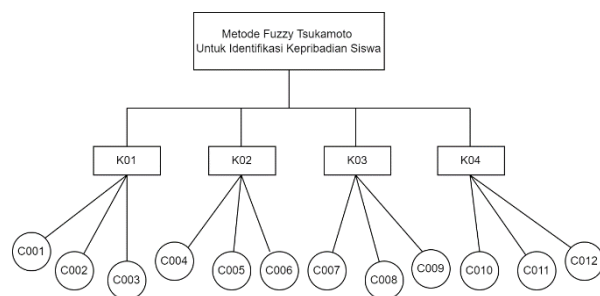 Metode Fuzzy Tsukamoto
Untuk Identifikasi Kepribadian Siswa
K01
K02
K03
K04
C001
C002
C003
C004
C005
C006
C007
C008
C009
C010
C011
C012